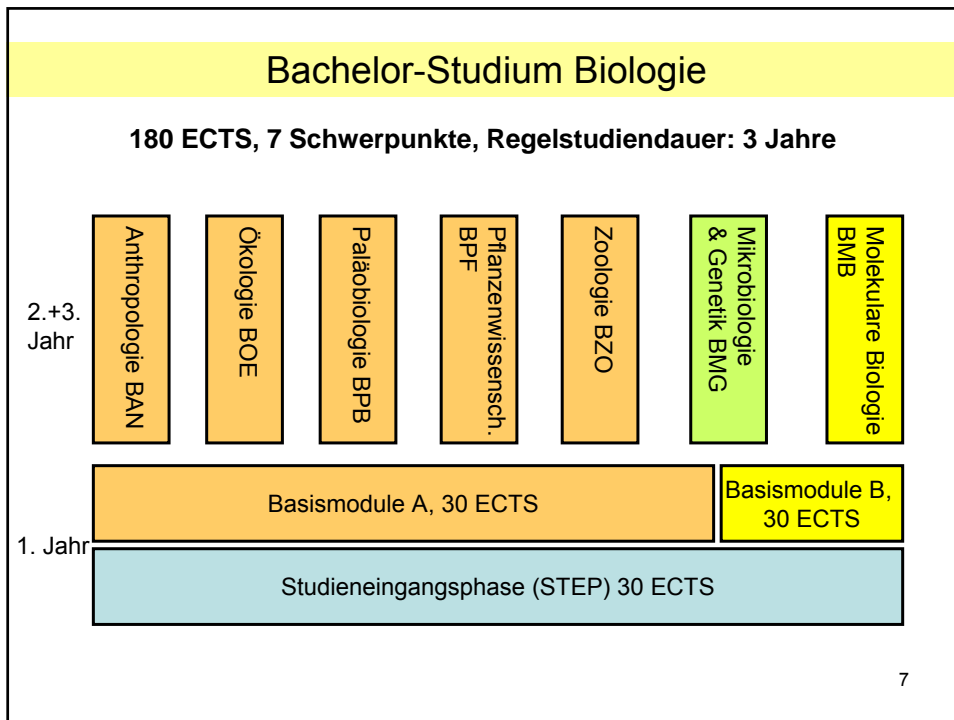 Bachelor-Studium Biologie
180 ECTS, 7 Schwerpunkte, Regelstudiendauer: 3 Jahre
2.+3.
Jahr
Anthropologie BAN
Ökologie BOE
Paläobiologie BPB
Pflanzenwissensch.
BPF
Zoologie BZO
Mikrobiologie
& Genetik BMG
Molekulare Biologie
BMB
1. Jahr
Basismodule A, 30 ECTS
Basismodule B,
30 ECTS
Studieneingangsphase (STEP) 30 ECTS
7